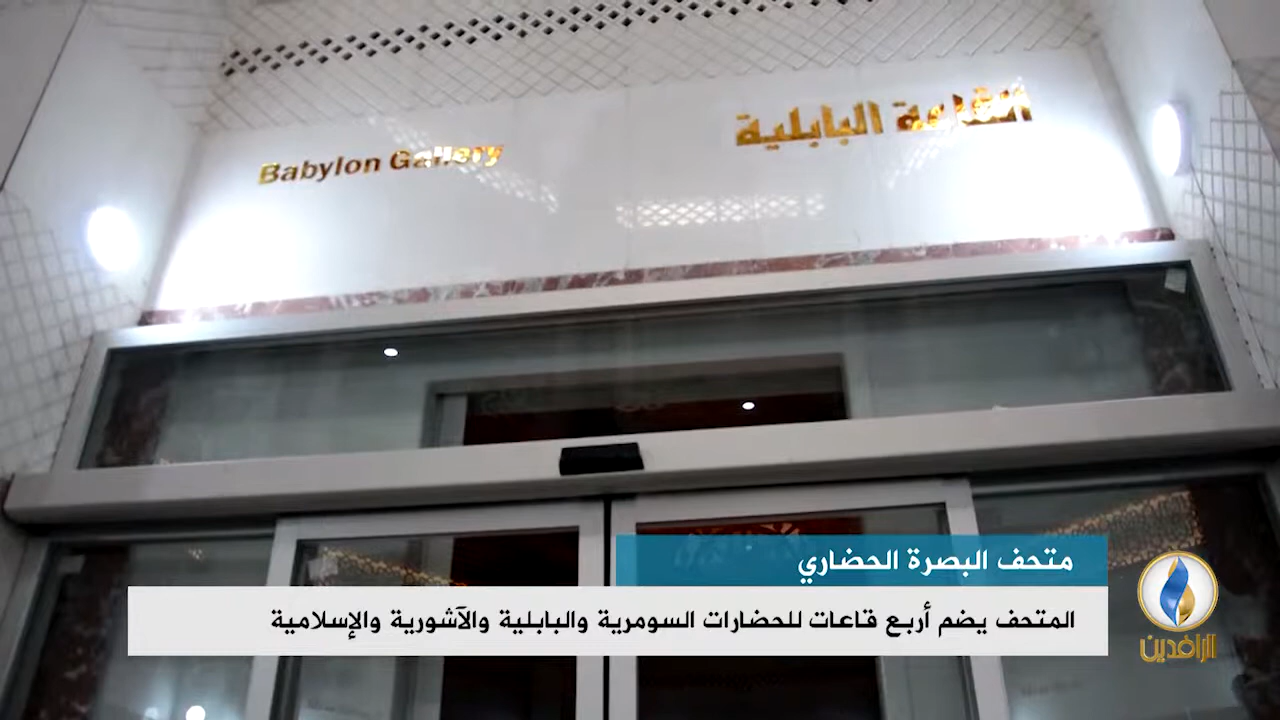 القاعة البابلية
Babylon Gallery
متحف البصرة الحضاري
المتحف يضم أربع قاعات للحضارات السومرية والبابلية والآشورية والإسلامية
الرافدين